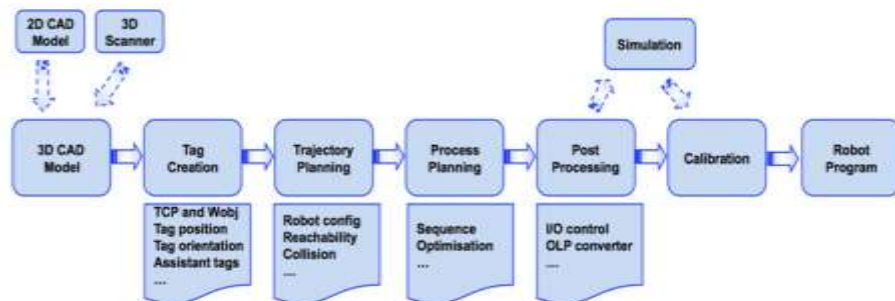 2D CAD
Model
3D
Scanner
Simulation
3D CAD
Model
Tag
Creation
Trajectory
Planning
Process
Planning
Post
Processing
Calibration
Robot
Program
TCP and Wobj
Tag position
Tag orientation
Assistant tags
....
Robot config
Reachability
Collision
....
Sequence
Optimisation
...
I/O control
OLP converter
....